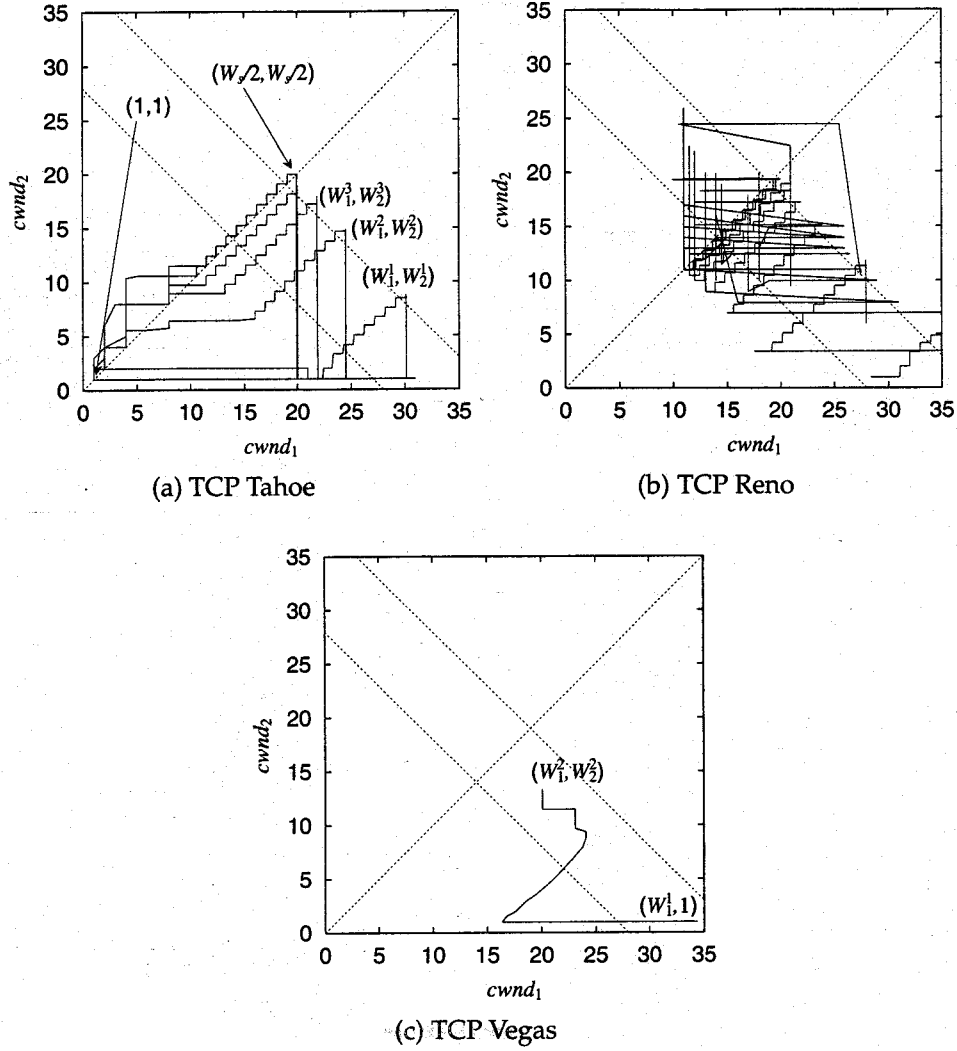 35
30
25
20
15
10
5
0
cwnd₂
(1,1)
(Wₛ/2, Wₛ/2)
(W₁³, W₂³)
(W₁², W₂²)
(W₁¹, W₂¹)
0 5 10 15 20 25 30 35
cwnd₁
(a) TCP Tahoe
35
30
25
20
15
10
5
0
cwnd₂
0 5 10 15 20 25 30 35
cwnd₁
(b) TCP Reno
35
30
25
20
15
10
5
0
cwnd₂
(W₁², W₂²)
(W₁¹, 1)
0 5 10 15 20 25 30 35
cwnd₁
(c) TCP Vegas